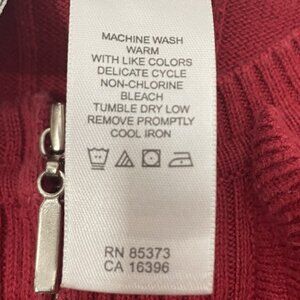 MACHINE WASH
WARM
WITH LIKE COLORS
DELICATE CYCLE
NON-CHLORINE
BLEACH
TUMBLE DRY LOW
REMOVE PROMPTLY
COOL IRON
RN 85373
CA 16396